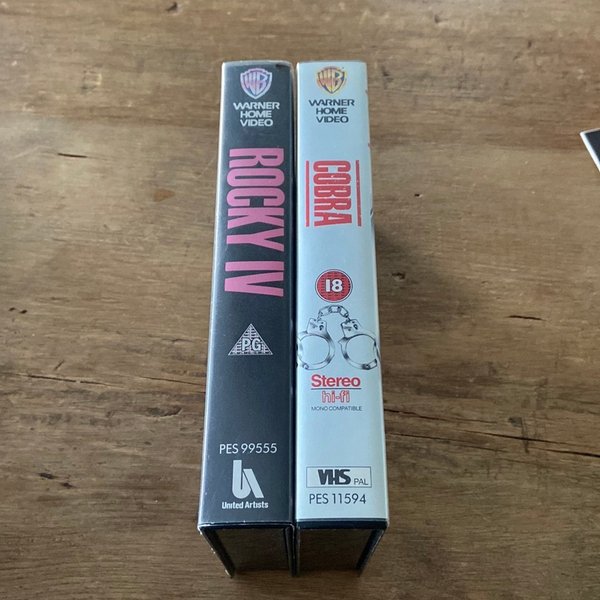 WB
WARNER
HOME
VIDEO
ROCKY IV
PG
PES 99555
United Artists
WB
WARNER
HOME
VIDEO
COBRA
18
Stereo
hi-fi
MONO COMPATIBLE
VHS PAL
PES 11594